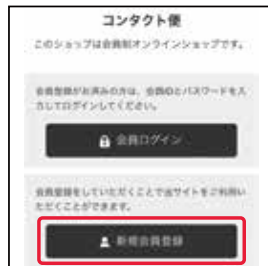 コンタクト便
このショップは会員制オンラインショップです。
会員登録がお済みの方は、会員IDとパスワードを入
力してログインしてください。
会員ログイン
会員登録をしていただくことで当サイトをご利用い
ただくことができます。
新規会員登録